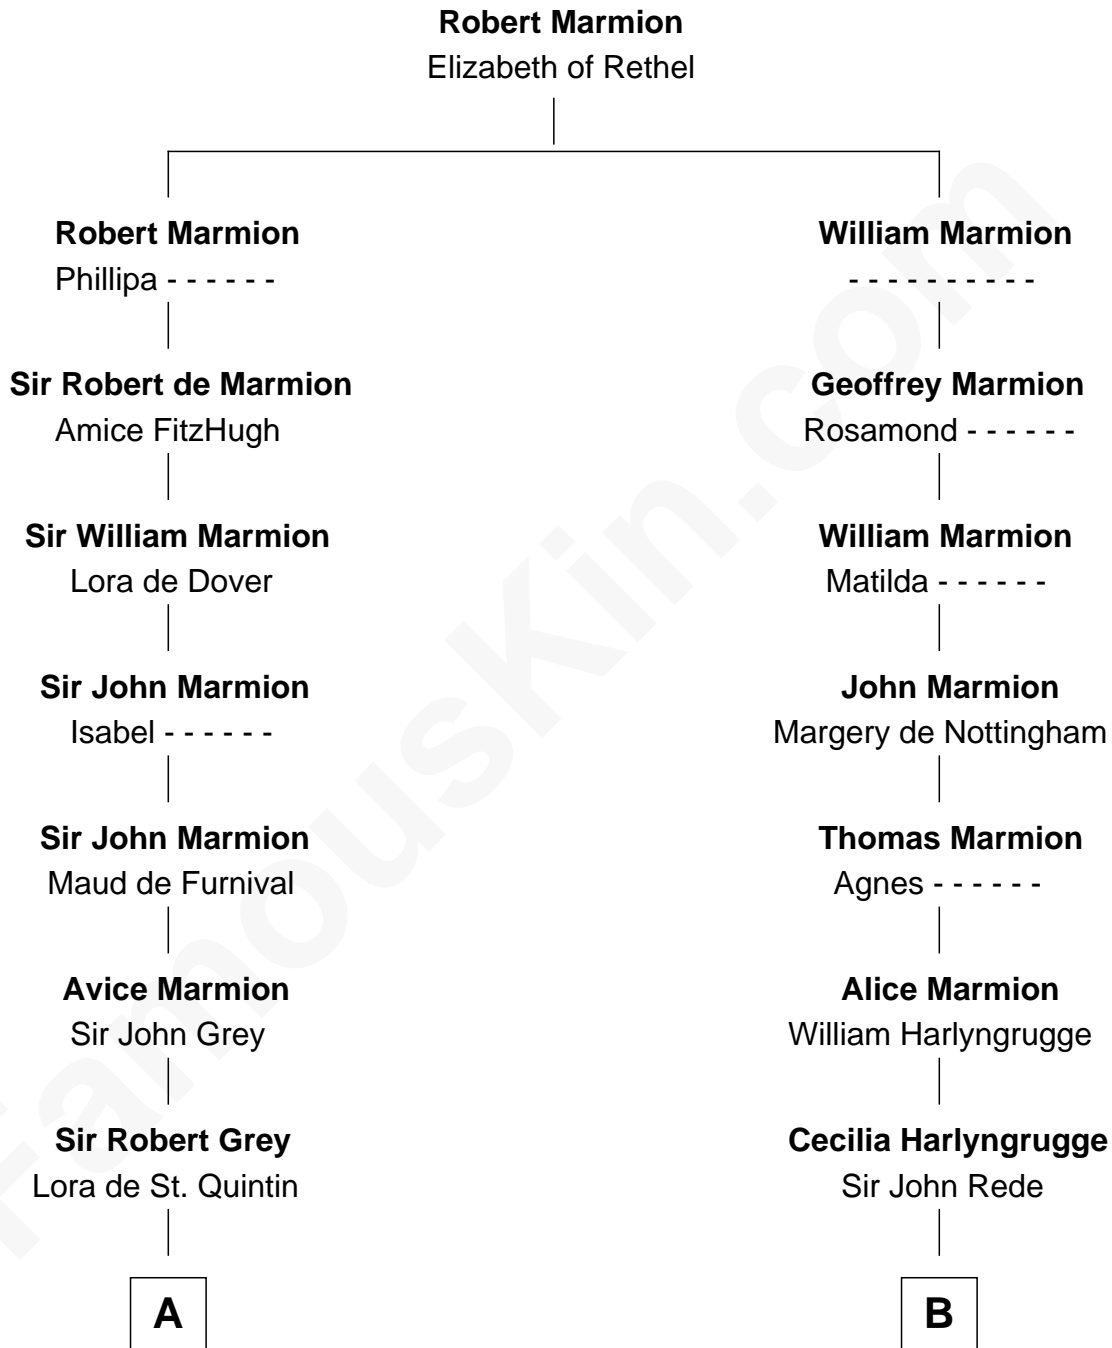 Robert Marmion
Elizabeth of Rethel
Robert Marmion
Phillipa - - - - - -
William Marmion
- - - - - - - - - -
Sir Robert de Marmion
Amice FitzHugh
Geoffrey Marmion
Rosamond - - - - - -
Sir William Marmion
Lora de Dover
William Marmion
Matilda - - - - - -
Sir John Marmion
Isabel - - - - - -
John Marmion
Margery de Nottingham
Sir John Marmion
Maud de Furnival
Thomas Marmion
Agnes - - - - - -
Avice Marmion
Sir John Grey
Alice Marmion
William Harlyngrugge
Sir Robert Grey
Lora de St. Quintin
Cecilia Harlyngrugge
Sir John Rede
A
B
FamousKin.com